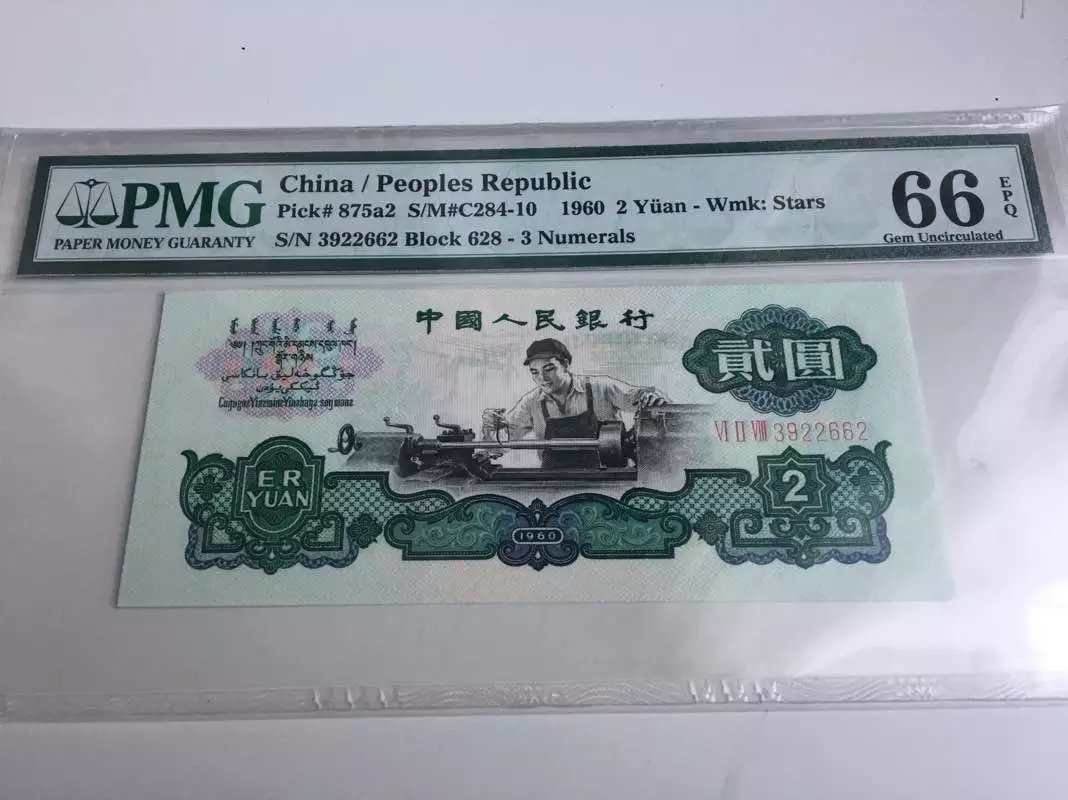 PMG
PAPER MONEY GUARANTY
China / Peoples Republic
Pick# 875a2 S/M#C284-10 1960 2 Yüan - Wmk: Stars
S/N 3922662 Block 628 - 3 Numerals
66 EPQ
Gem Uncirculated
中國人民銀行
貳圓
VI II VIII 3922662
ER
YUAN
2
1960